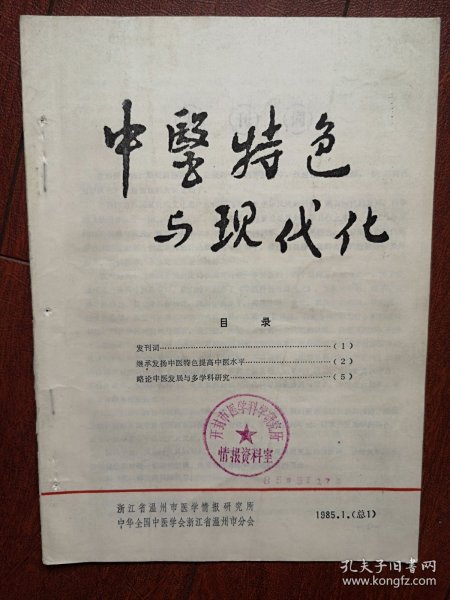 中醫特色
与现代化
目录
发刊词……(1)
继承发扬中医特色提高中医水平……(2)
略论中医发展与多学科研究……(5)
开封市医学科学研究所
情报资料室
浙江省温州市医学情报研究所
中华全国中医学会浙江省温州市分会
1985.1.(总1)
孔夫子旧书网
www.kongfz.com